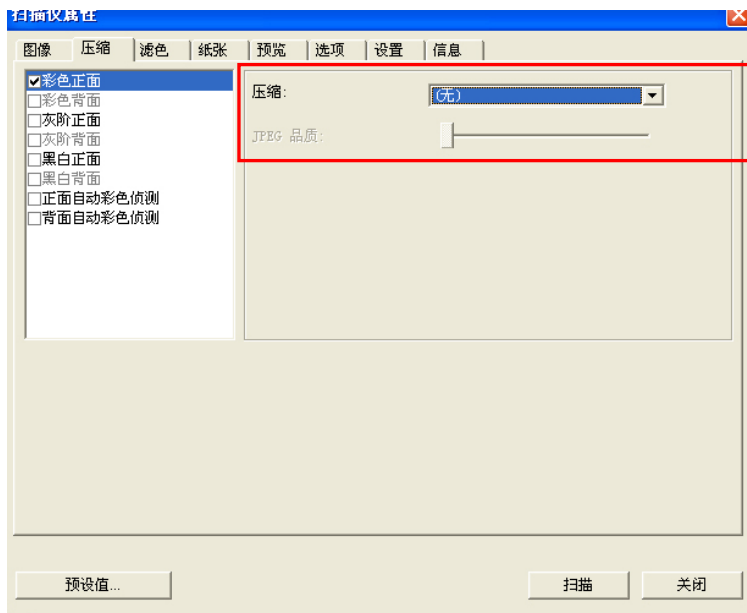 扫描仪属性
图像 压缩 滤色 纸张 预览 选项 设置 信息
彩色正面
彩色背面
灰阶正面
灰阶背面
黑白正面
黑白背面
正面自动彩色侦测
背面自动彩色侦测
压缩: (无)
JPEG 品质:
预设值... 扫描 关闭